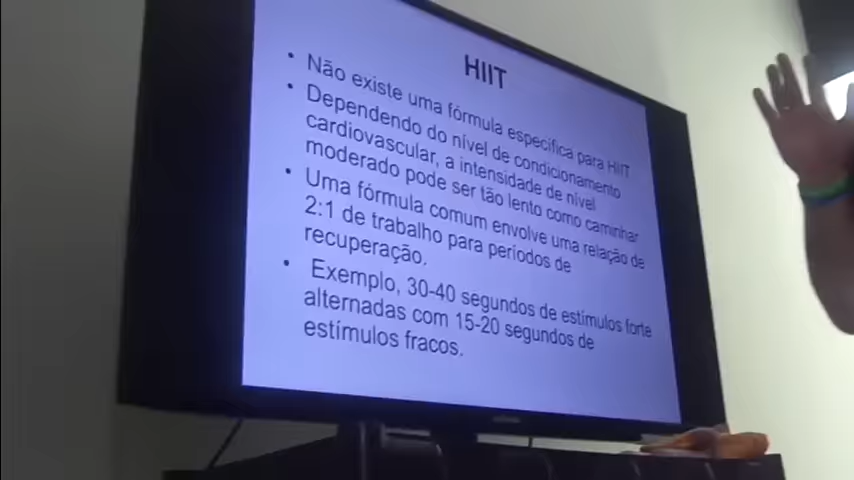 HIIT
• Não existe uma fórmula específica para HIIT
• Dependendo do nível de condicionamento
cardiovascular, a intensidade de nível
moderado pode ser tão lento como caminhar
• Uma fórmula comum envolve uma relação de
2:1 de trabalho para períodos de
recuperação.
• Exemplo, 30-40 segundos de estímulos forte
alternadas com 15-20 segundos de
estímulos fracos.